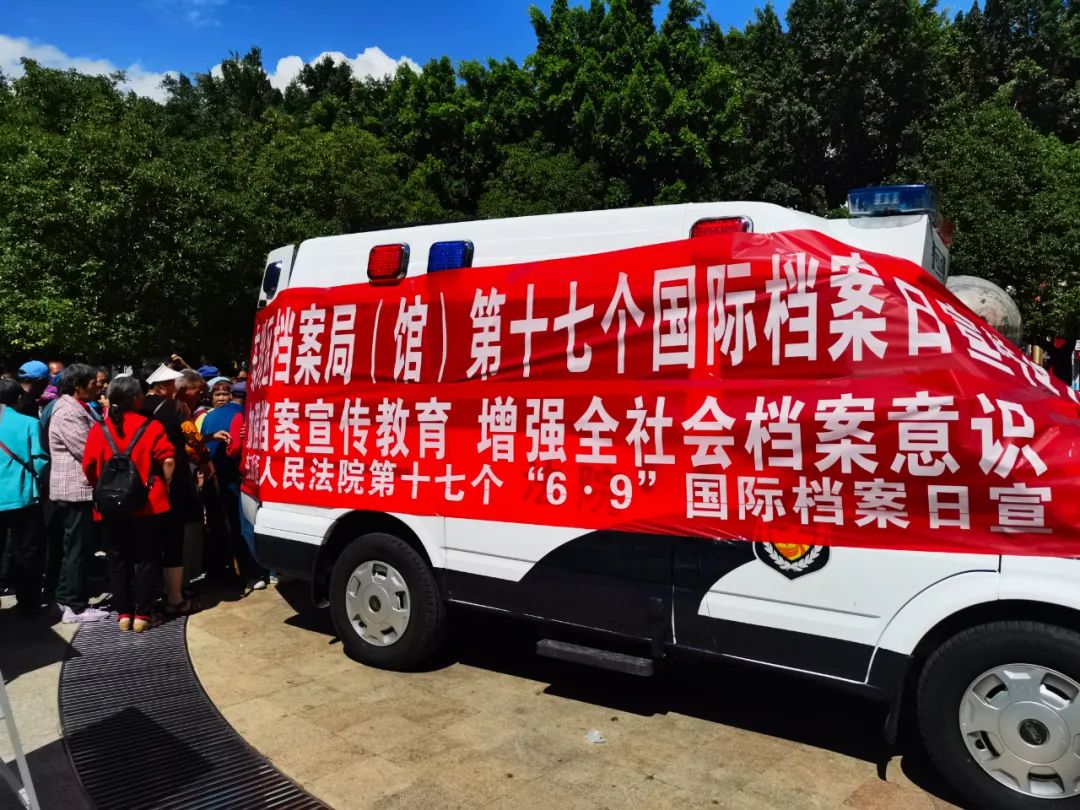 档案局（馆）第十七个国际档案日宣
档案宣传教育 增强全社会档案意识
人民法院第十七个“6·9”国际档案日宣